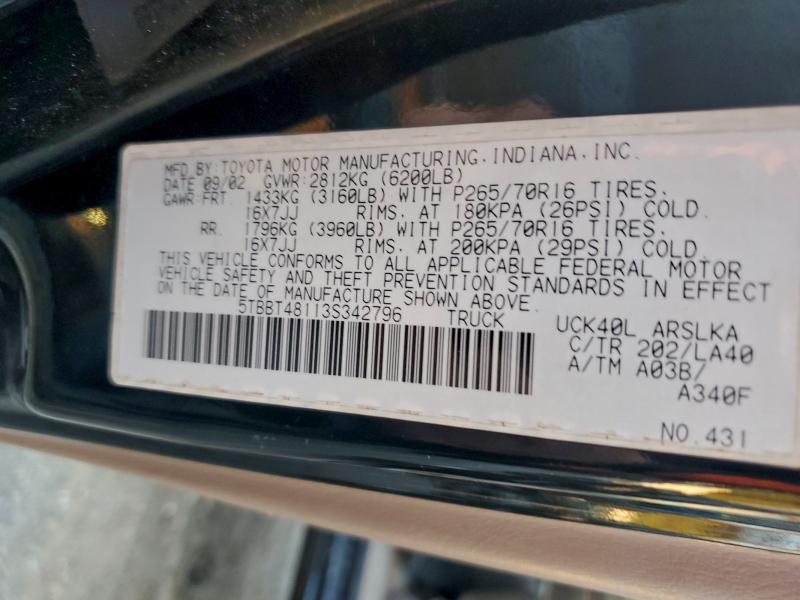 MFD.BY:TOYOTA MOTOR MANUFACTURING.INDIANA,INC.
DATE 09/02 GVWR:2812KG (6200LB)
GAWR:FRT. 1433KG (3160LB) WITH P265/70R16 TIRES.
16X7JJ RIMS. AT 180KPA (26PSI) COLD.
RR. 1796KG (3960LB) WITH P265/70R16 TIRES.
16X7JJ RIMS. AT 200KPA (29PSI) COLD.
THIS VEHICLE CONFORMS TO ALL APPLICABLE FEDERAL MOTOR
VEHICLE SAFETY AND THEFT PREVENTION STANDARDS IN EFFECT
ON THE DATE OF MANUFACTURE SHOWN ABOVE.
5TBBT48113S342796 TRUCK
UCK40L ARSLKA
C/TR 202/LA40
A/TM A03B/
A340F
NO.431